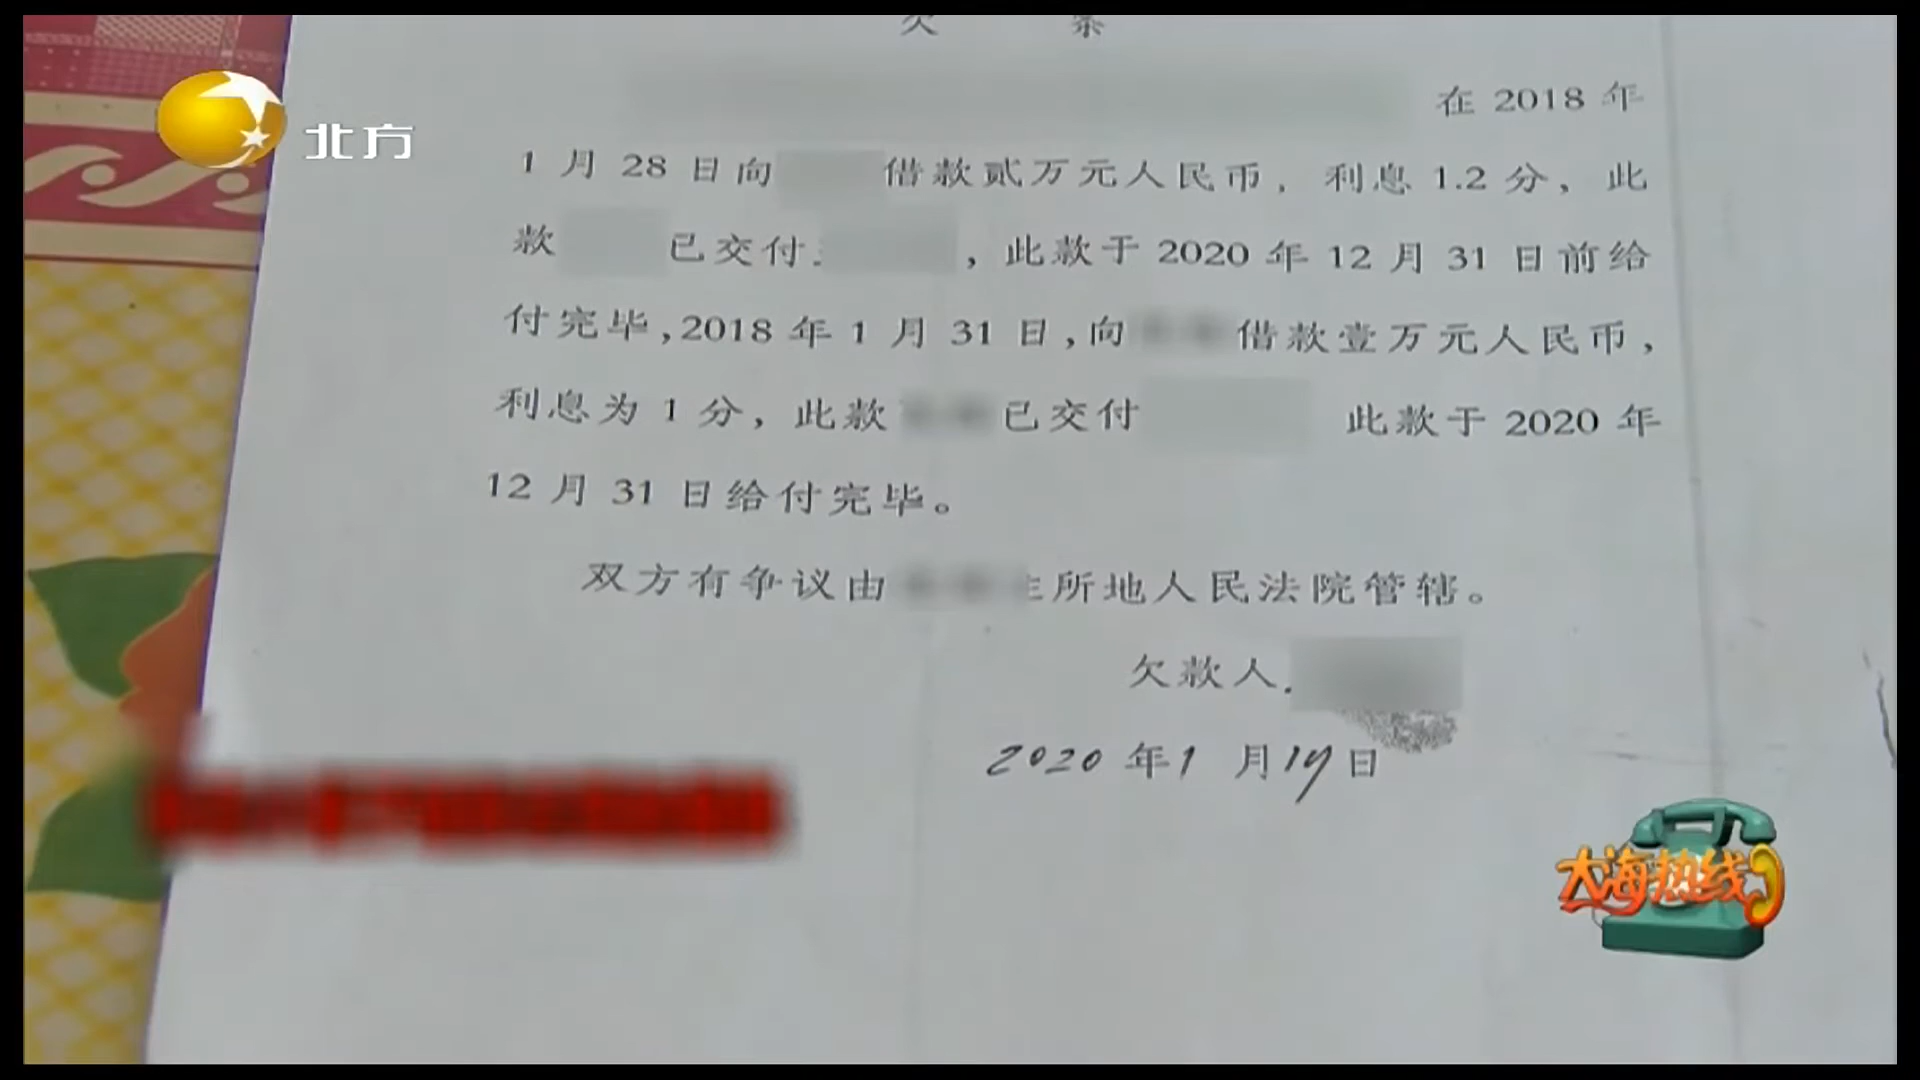 欠 条
北方
在 2018 年
1 月 28 日向 借款贰万元人民币，利息 1.2 分，此
款 已交付 ，此款于 2020 年 12 月 31 日前给
付完毕,2018 年 1 月 31 日,向 借款壹万元人民币，
利息为 1 分，此款 已交付 此款于 2020 年
12 月 31 日给付完毕。
双方有争议由 所地人民法院管辖。
欠款人
2020 年 1 月 19 日
大海热线